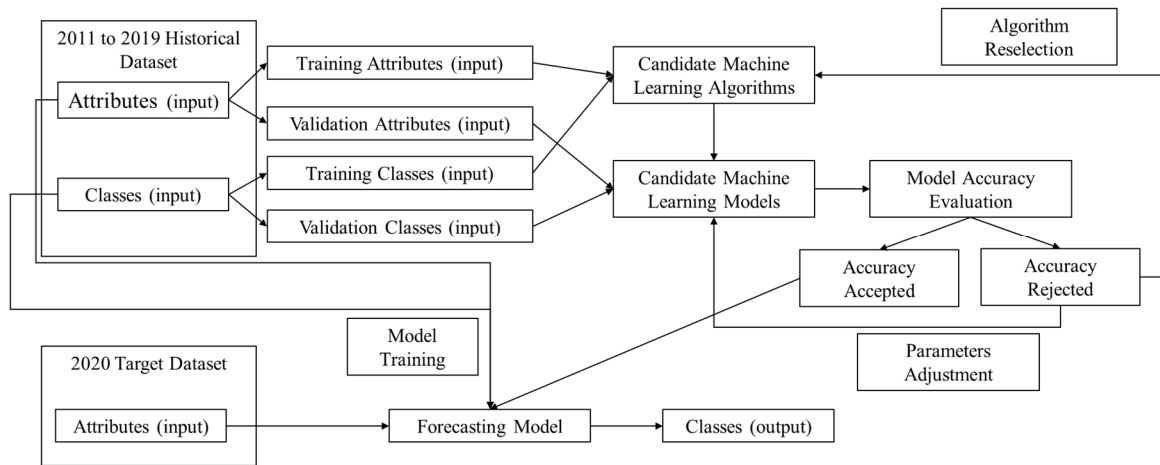 2011 to 2019 Historical
Dataset
Attributes (input)
Classes (input)
Training Attributes (input)
Validation Attributes (input)
Training Classes (input)
Validation Classes (input)
Candidate Machine
Learning Algorithms
Candidate Machine
Learning Models
Algorithm
Reselection
Model Accuracy
Evaluation
Accuracy
Accepted
Accuracy
Rejected
Parameters
Adjustment
Model
Training
2020 Target Dataset
Attributes (input)
Forecasting Model
Classes (output)